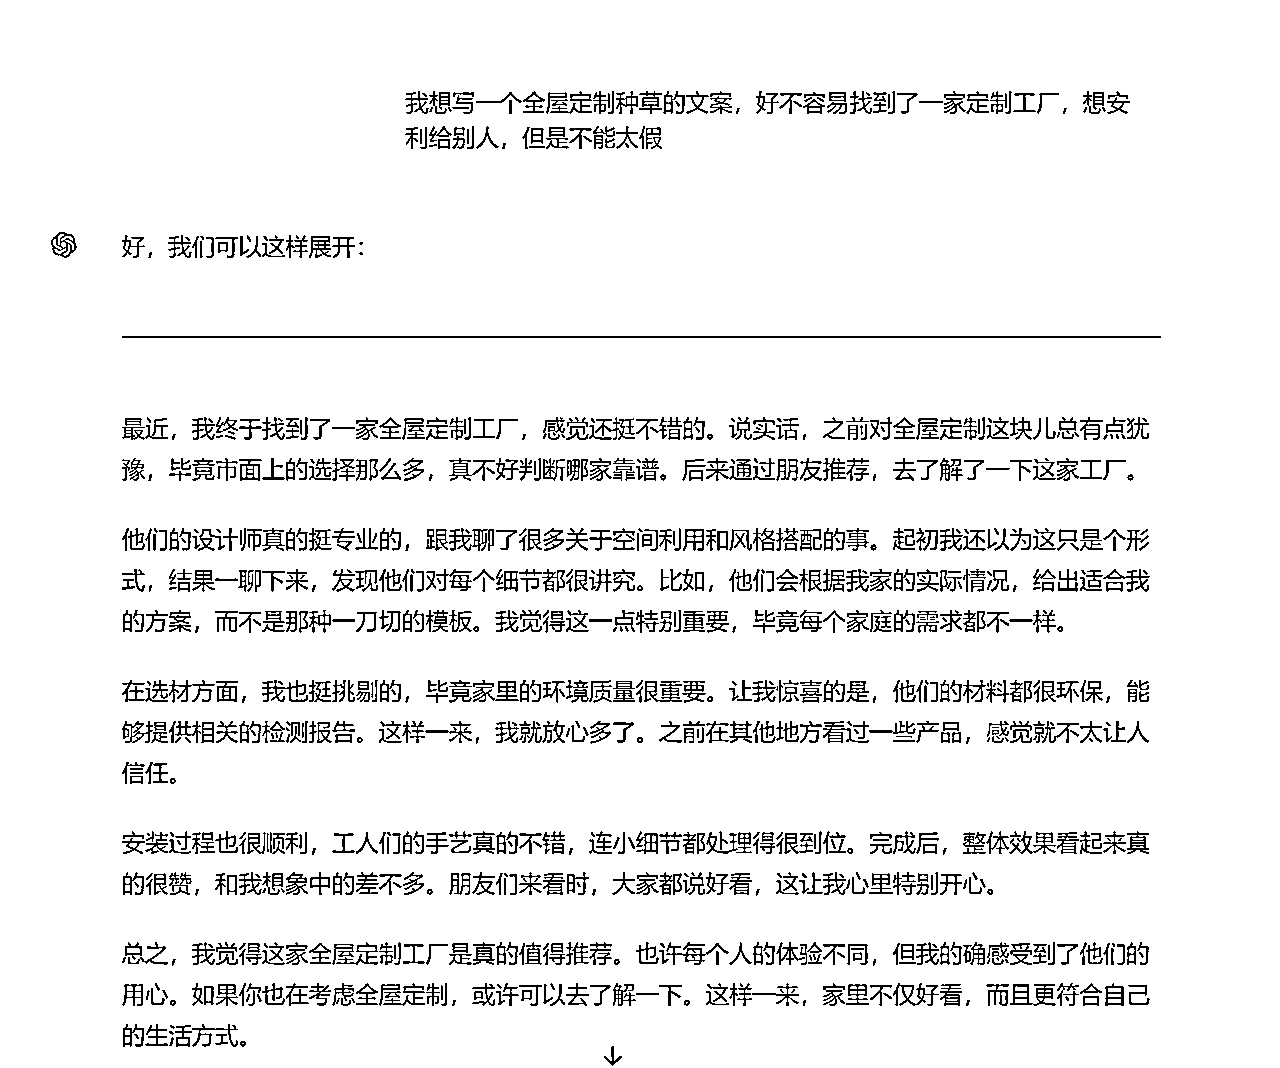 我想写一个全屋定制种草的文案，好不容易找到了一家定制工厂，想安
利给别人，但是不能太假
好，我们可以这样展开：
最近，我终于找到了一家全屋定制工厂，感觉还挺不错的。说实话，之前对全屋定制这块儿总有点犹
豫，毕竟市面上的选择那么多，真不好判断哪家靠谱。后来通过朋友推荐，去了解了一下这家工厂。
他们的设计师真的挺专业的，跟我聊了很多关于空间利用和风格搭配的事。起初我还以为这只是个形
式，结果一聊下来，发现他们对每个细节都很讲究。比如，他们会根据我家的实际情况，给出适合我
的方案，而不是那种一刀切的模板。我觉得这一点特别重要，毕竟每个家庭的需求都不一样。
在选材方面，我也挺挑剔的，毕竟家里的环境质量很重要。让我惊喜的是，他们的材料都很环保，能
够提供相关的检测报告。这样一来，我就放心多了。之前在其他地方看过一些产品，感觉就不太让人
信任。
安装过程也很顺利，工人们的手艺真的不错，连小细节都处理得很到位。完成后，整体效果看起来真
的很赞，和我想象中的差不多。朋友们来看时，大家都说好看，这让我心里特别开心。
总之，我觉得这家全屋定制工厂是真的值得推荐。也许每个人的体验不同，但我的确感受到了他们的
用心。如果你也在考虑全屋定制，或许可以去了解一下。这样一来，家里不仅好看，而且更符合自己
的生活方式。